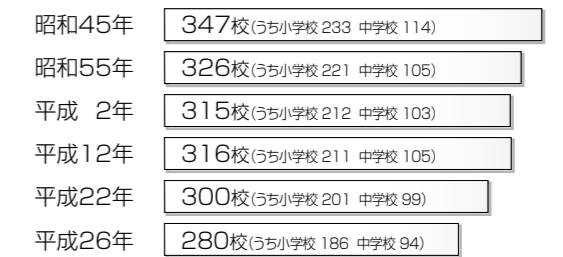 昭和45年 347校(うち小学校 233 中学校 114)
昭和55年 326校(うち小学校 221 中学校 105)
平成 2年 315校(うち小学校 212 中学校 103)
平成12年 316校(うち小学校 211 中学校 105)
平成22年 300校(うち小学校 201 中学校 99)
平成26年 280校(うち小学校 186 中学校 94)